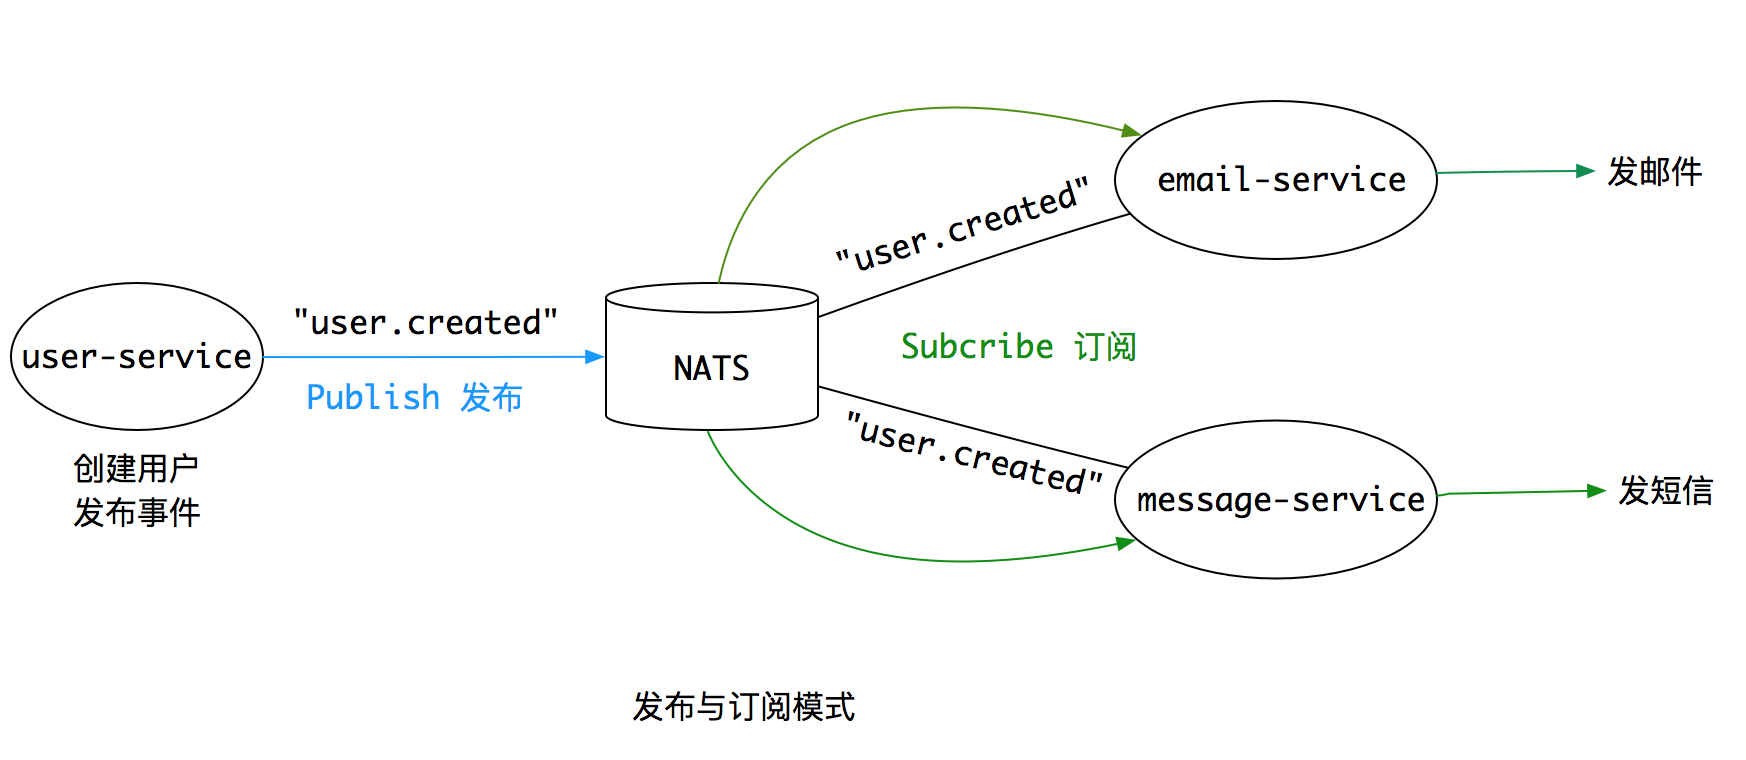 "user.created"
user-service
Publish 发布
创建用户
发布事件
NATS
"user.created"
email-service
发邮件
Subcribe 订阅
"user.created"
message-service
发短信
发布与订阅模式